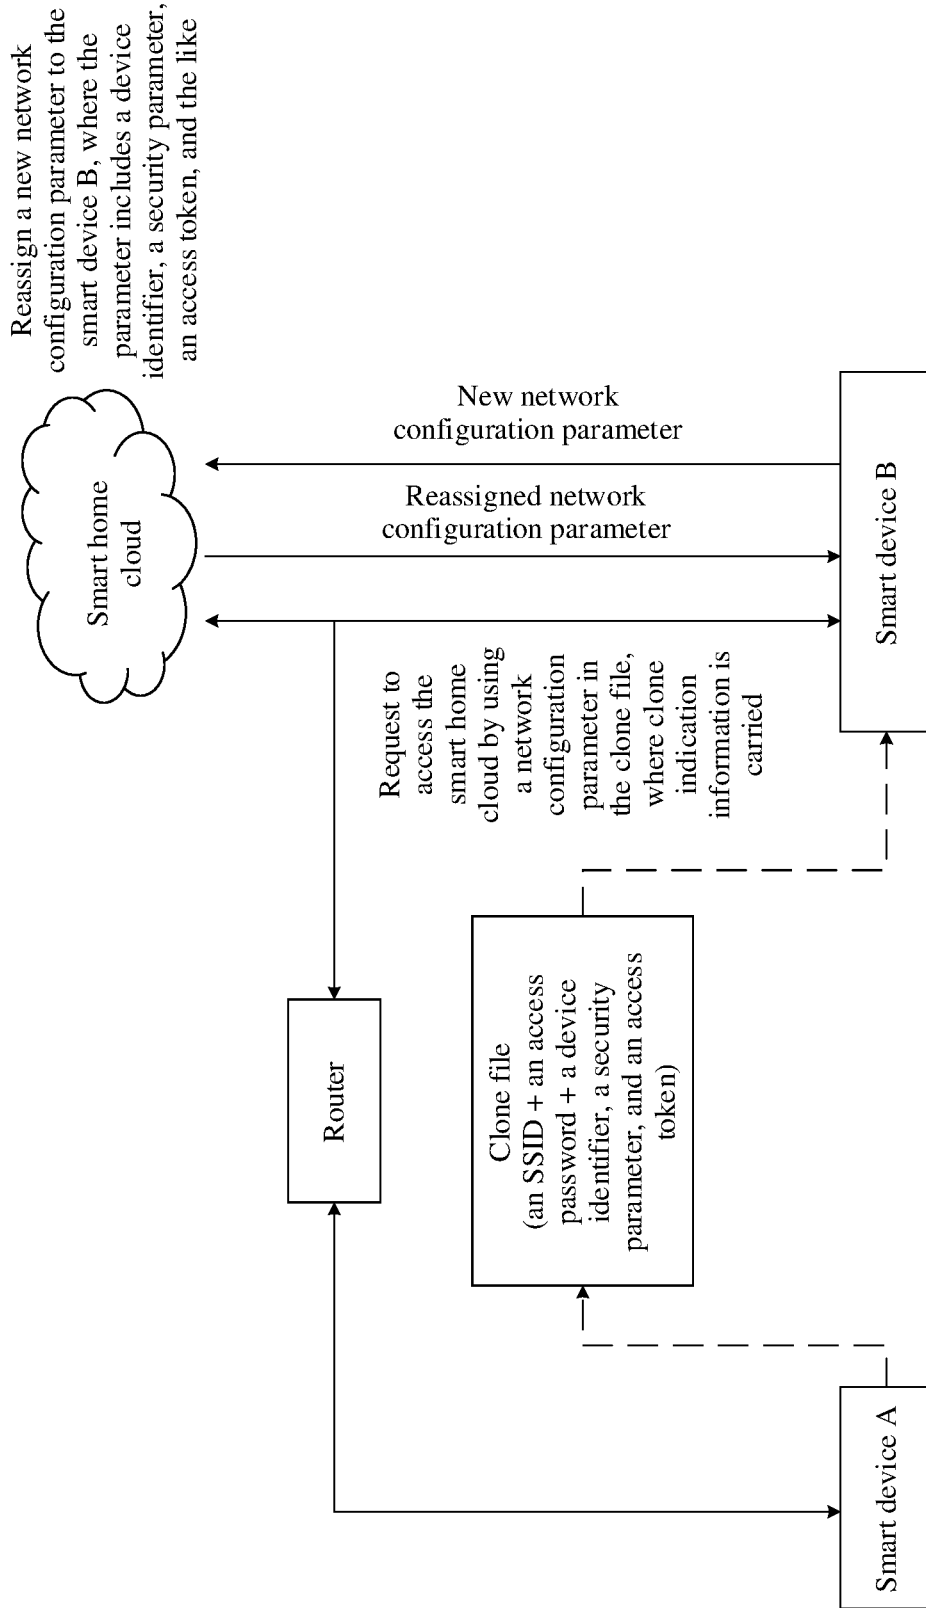 Reassign a new network
configuration parameter to the
smart device B, where the
parameter includes a device
identifier, a security parameter,
an access token, and the like
Smart home
cloud
New network
configuration parameter
Reassigned network
configuration parameter
Request to
access the
smart home
cloud by using
a network
configuration
parameter in
the clone file,
where clone
indication
information is
carried
Smart device B
Router
Clone file
(an SSID + an access
password + a device
identifier, a security
parameter, and an access
token)
Smart device A